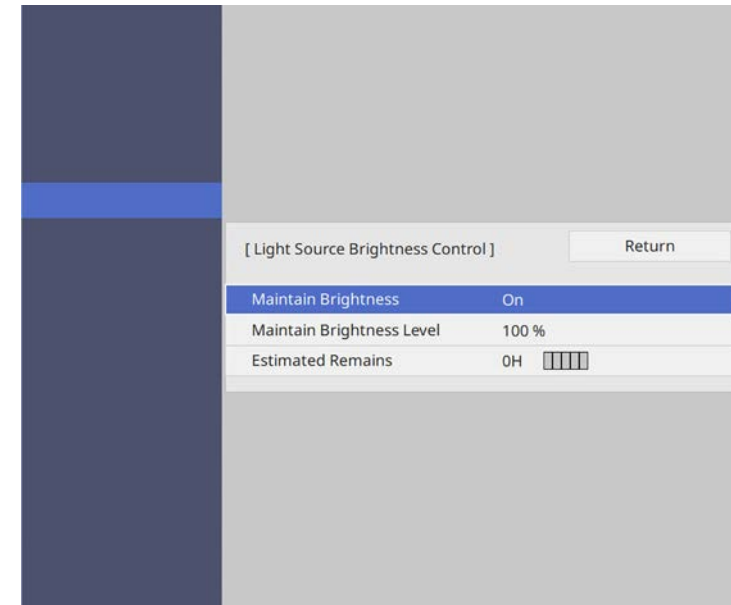 [ Light Source Brightness Control ] Return
Maintain Brightness On
Maintain Brightness Level 100 %
Estimated Remains 0H